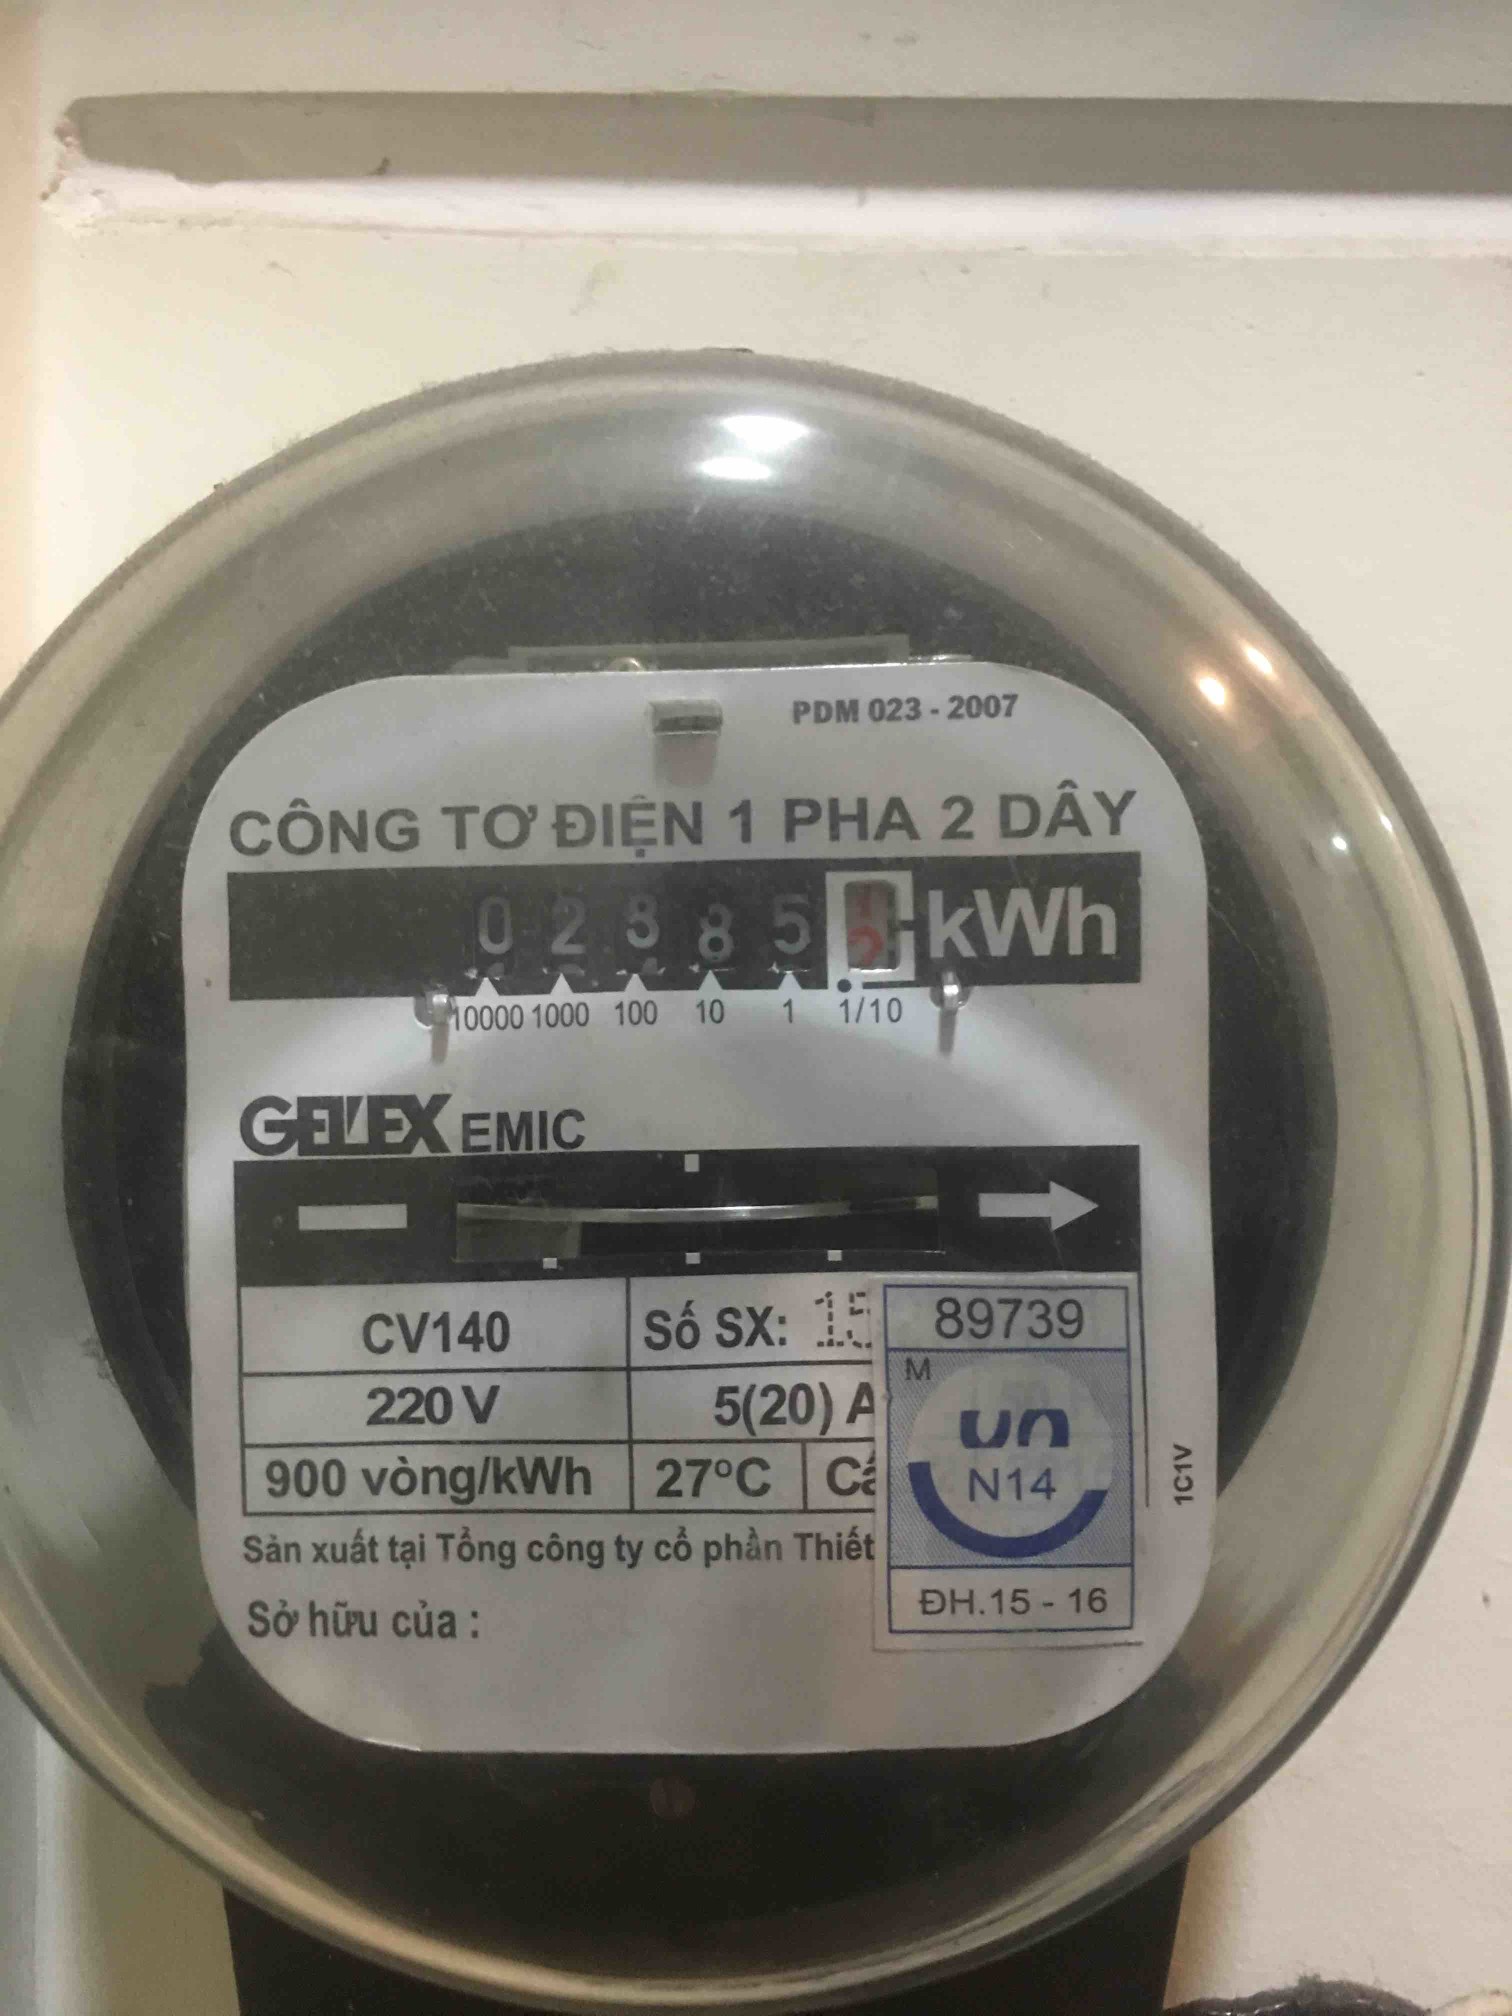 PDM 023 - 2007
CÔNG TƠ ĐIỆN 1 PHA 2 DÂY
0 2 8 8 5 kWh
10000 1000 100 10 1 1/10
GELEX EMIC
CV140
Số SX: 15
89739
M
220 V
5(20) A
N14
900 vòng/kWh
27°C
1C1V
Sản xuất tại Tổng công ty cổ phần Thiết
ĐH.15 - 16
Sở hữu của :